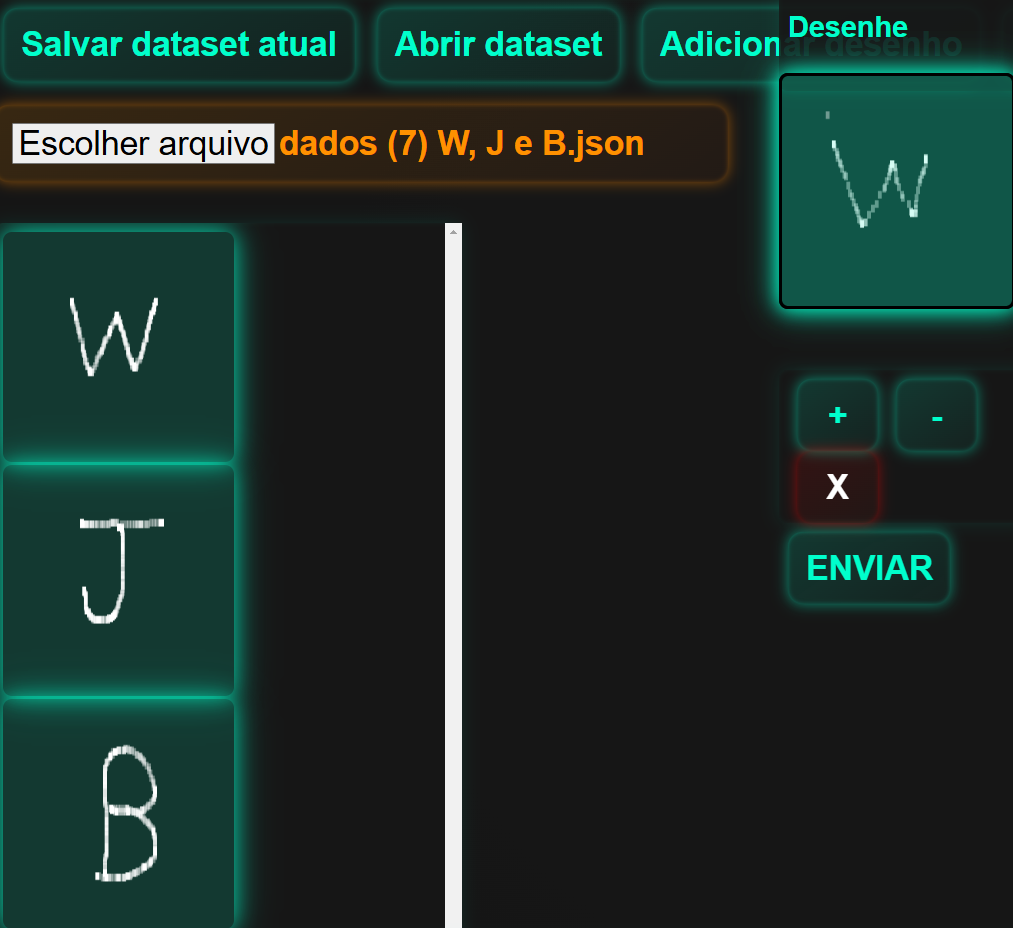 Salvar dataset atual
Abrir dataset
Adicionar desenho
Desenhe
Escolher arquivo dados (7) W, J e B.json
W
W
J
B
+
-
X
ENVIAR